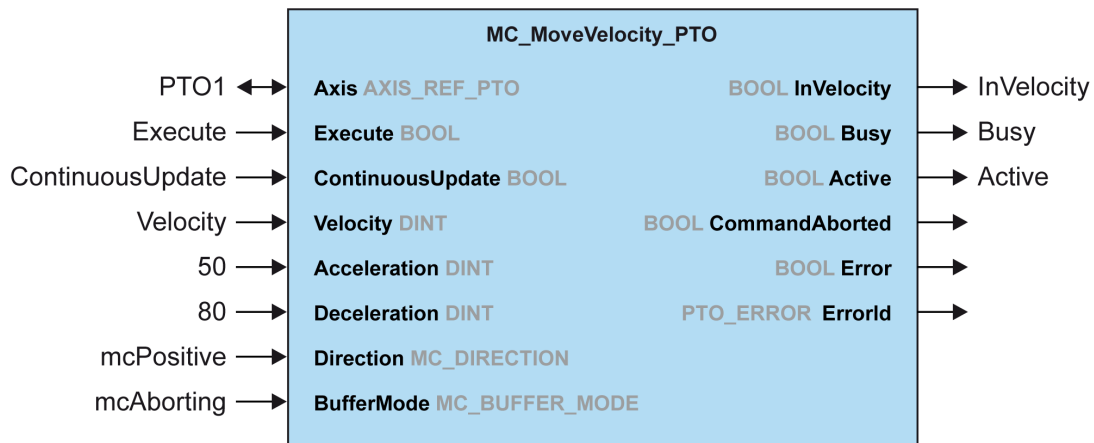 MC_MoveVelocity_PTO
PTO1 Axis AXIS_REF_PTO BOOL InVelocity InVelocity
Execute Execute BOOL BOOL Busy Busy
ContinuousUpdate ContinuousUpdate BOOL BOOL Active Active
Velocity Velocity DINT BOOL CommandAborted
50 Acceleration DINT BOOL Error
80 Deceleration DINT PTO_ERROR ErrorId
mcPositive Direction MC_DIRECTION
mcAborting BufferMode MC_BUFFER_MODE